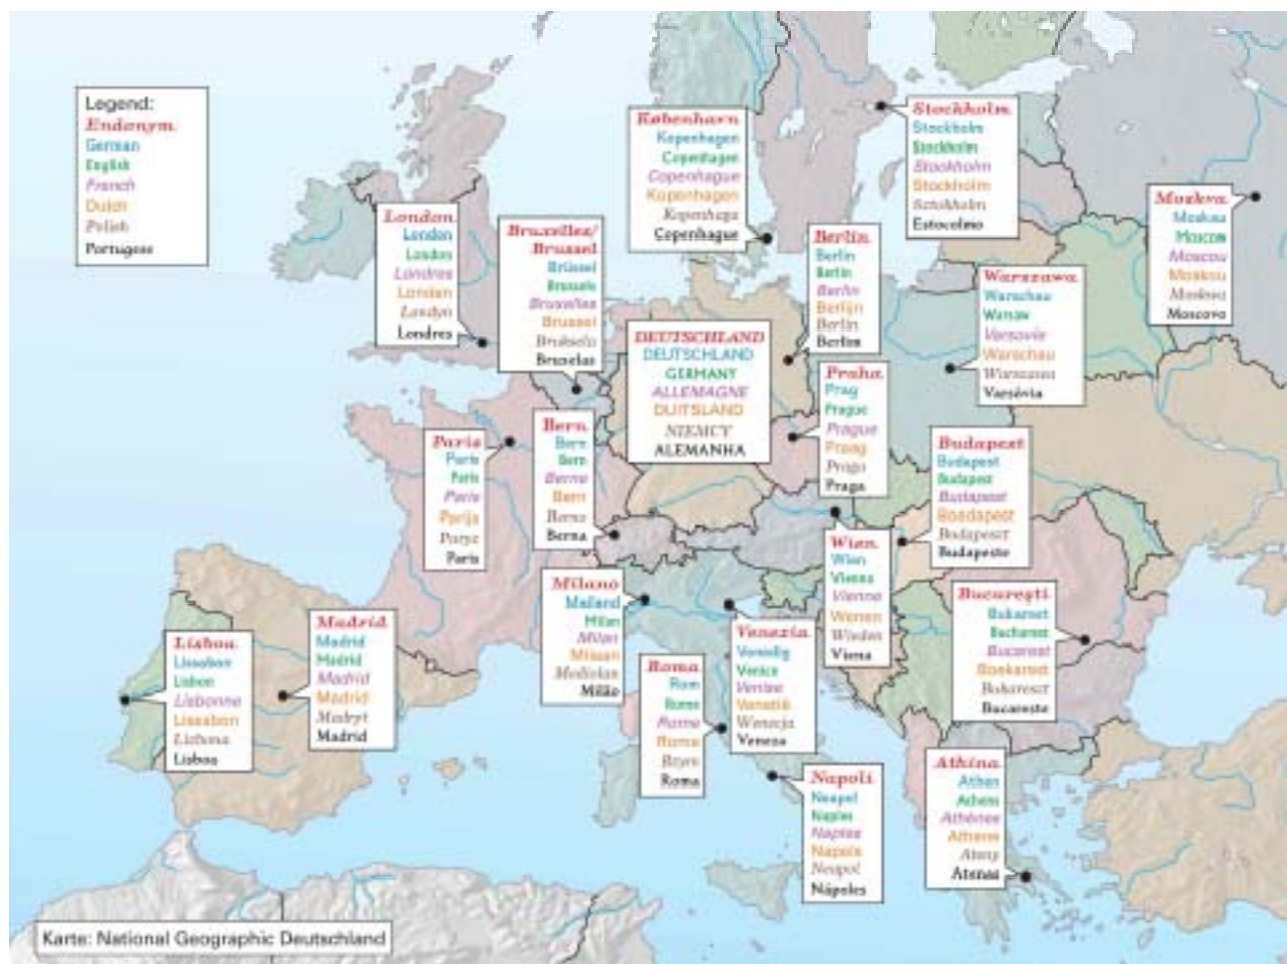 Legend:
Endonym
German
English
French
Dutch
Polish
Portugese
København
Kopenhagen
Copenhagen
Copenhague
Kopenhagen
Kopenhaga
Copenhague
Stockholm
Stockholm
Stockholm
Stockholm
Stockholm
Sztokholm
Estocolmo
Moskva
Moskau
Moscow
Moscou
Moskou
Moskwa
Moscovo
London
London
London
Londres
Londen
Londyn
Londres
Bruxelles/
Brussel
Brüssel
Brussels
Bruxelles
Brussel
Bruksela
Bruxelas
Berlin
Berlin
Berlin
Berlin
Berlijn
Berlin
Berlim
Warszawa
Warschau
Warsaw
Varsovie
Warschau
Warszawa
Varsóvia
DEUTSCHLAND
DEUTSCHLAND
GERMANY
ALLEMAGNE
DUITSLAND
NIEMCY
ALEMANHA
Praha
Prag
Prague
Prague
Praag
Praga
Praga
Paris
Paris
Paris
Paris
Parijs
Paryż
Paris
Bern
Bern
Bern
Berne
Bern
Berno
Berna
Budapest
Budapest
Budapest
Budapest
Boedapest
Budapeszt
Budapeste
Wien
Wien
Vienna
Vienne
Wenen
Wiedeń
Viena
Milano
Mailand
Milan
Milan
Milaan
Mediolan
Milão
București
Bukarest
Bucharest
Bucarest
Boekarest
Bukareszt
Bucareste
Lisboa
Lissabon
Lisbon
Lisbonne
Lissabon
Lizbona
Lisboa
Madrid
Madrid
Madrid
Madrid
Madrid
Madryt
Madrid
Venezia
Venedig
Venice
Venise
Venetië
Wenecja
Veneza
Roma
Rom
Rome
Rome
Rome
Rzym
Roma
Napoli
Neapel
Naples
Naples
Napels
Neapol
Nápoles
Athina
Athen
Athens
Athènes
Athene
Ateny
Atenas
Karte: National Geographic Deutschland